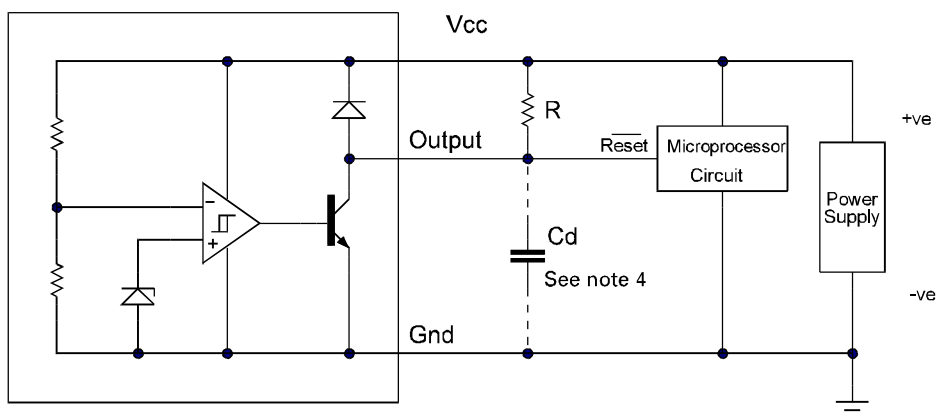 Vcc
R
+ve
Output
Reset
Microprocessor
Circuit
Power
Supply
-
+
Cd
See note 4
-ve
Gnd